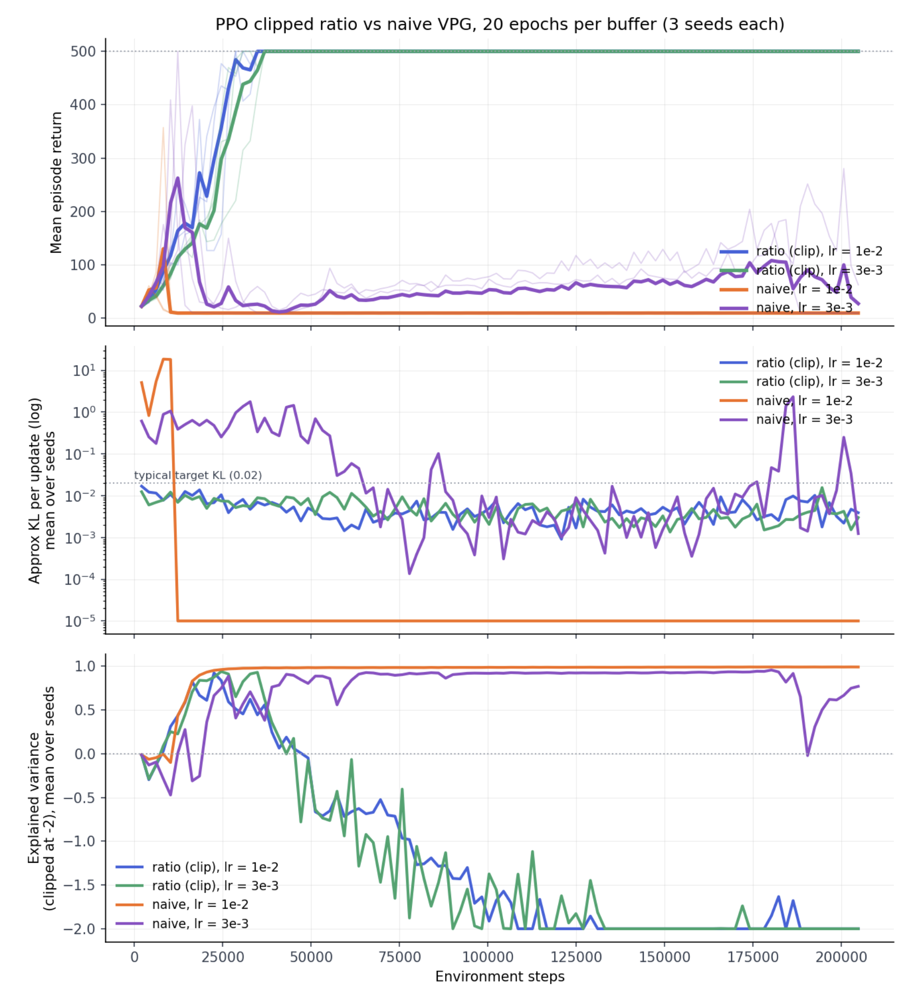 PPO clipped ratio vs naive VPG, 20 epochs per buffer (3 seeds each)
Mean episode return
500
400
300
200
100
0
ratio (clip), lr = 1e-2
ratio (clip), lr = 3e-3
naive, lr = 1e-2
naive, lr = 3e-3
Approx KL per update (log)
mean over seeds
10¹
10⁰
10⁻¹
10⁻²
10⁻³
10⁻⁴
10⁻⁵
typical target KL (0.02)
ratio (clip), lr = 1e-2
ratio (clip), lr = 3e-3
naive, lr = 1e-2
naive, lr = 3e-3
Explained variance
(clipped at -2), mean over seeds
1.0
0.5
0.0
−0.5
−1.0
−1.5
−2.0
ratio (clip), lr = 1e-2
ratio (clip), lr = 3e-3
naive, lr = 1e-2
naive, lr = 3e-3
0 25000 50000 75000 100000 125000 150000 175000 200000
Environment steps